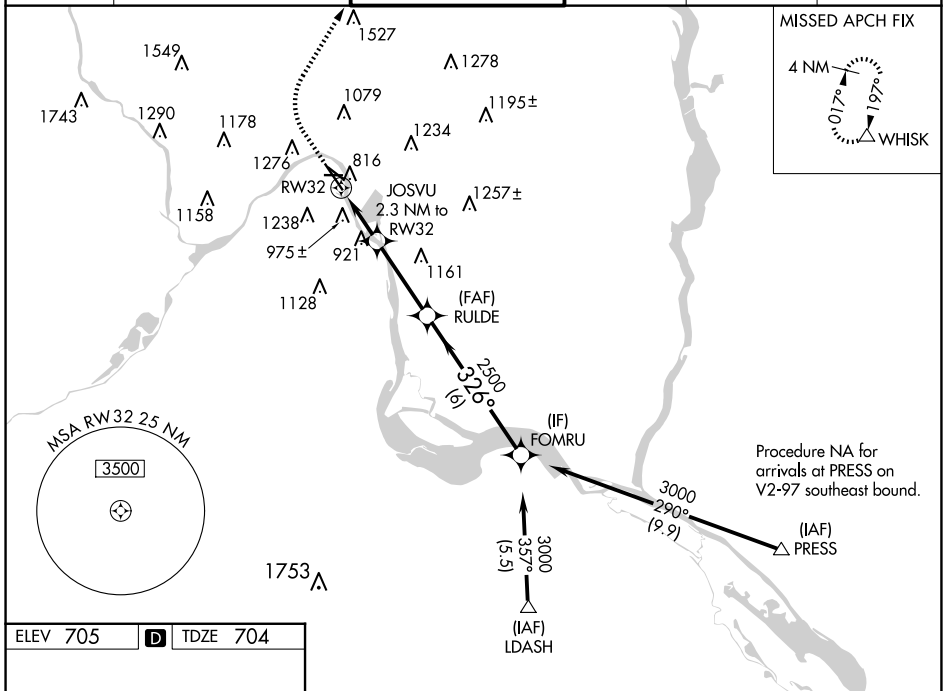 MISSED APCH FIX
4 NM
017°
197°
WHISK
1527
1549
1278
1743
1079
1195±
1290
1178
1234
1276
816
RW32
JOSVU
2.3 NM to
RW32
1257±
1158
1238
975±
921
1161
1128
(FAF)
RULDE
2500
326°
(6)
(IF)
FOMRU
MSA RW32 25 NM
3500
Procedure NA for
arrivals at PRESS on
V2-97 southeast bound.
3000
290°
(9.9)
(IAF)
PRESS
3000
357°
(5.5)
1753
(IAF)
LDASH
ELEV 705 D TDZE 704